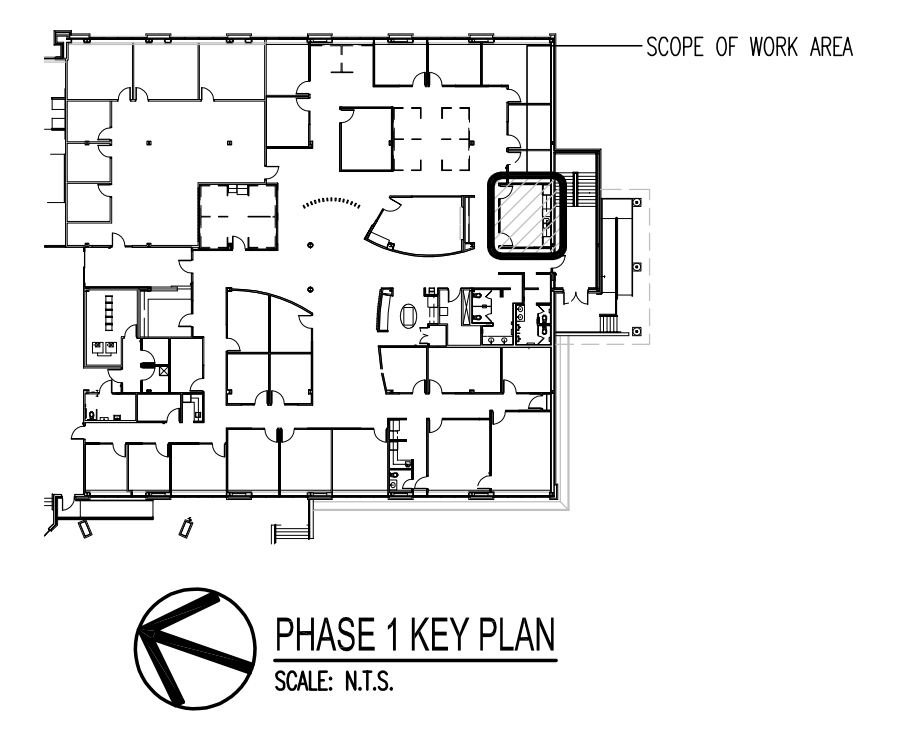 SCOPE OF WORK AREA
PHASE 1 KEY PLAN
SCALE: N.T.S.